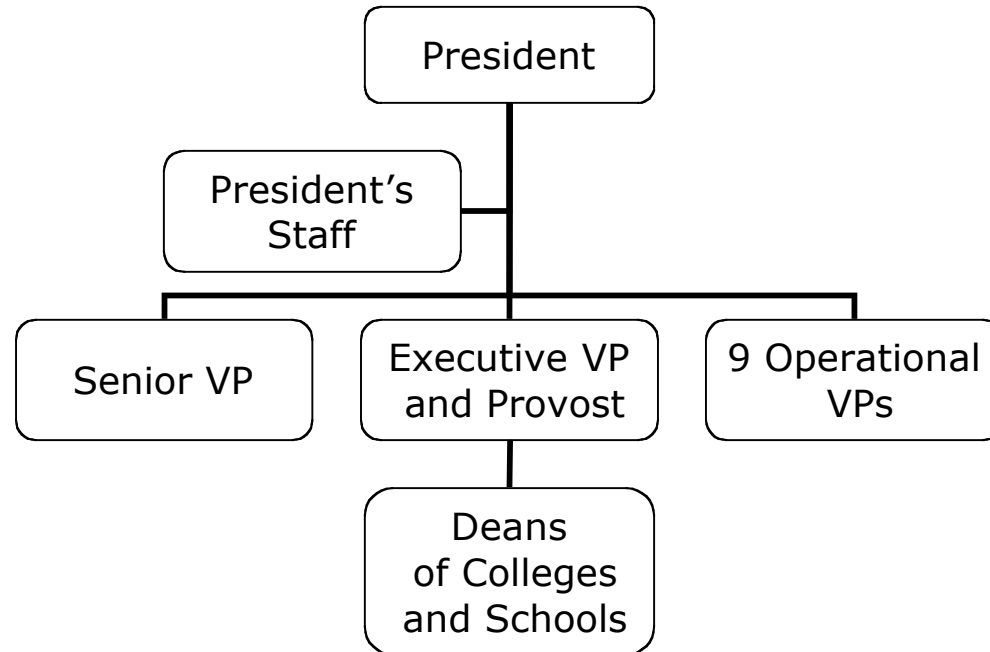 President
President’s
Staff
Senior VP
Executive VP
and Provost
9 Operational
VPs
Deans
of Colleges
and Schools